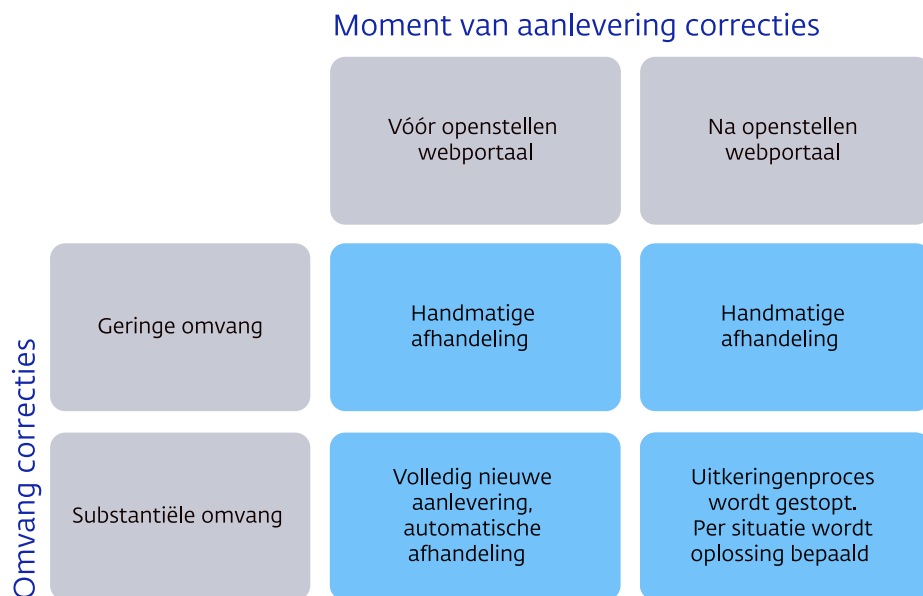 Moment van aanlevering correcties
Vóór openstellen
webportaal
Na openstellen
webportaal
Omvang correcties
Geringe omvang
Handmatige
afhandeling
Handmatige
afhandeling
Substantiële omvang
Volledig nieuwe
aanlevering,
automatische
afhandeling
Uitkeringenproces
wordt gestopt.
Per situatie wordt
oplossing bepaald